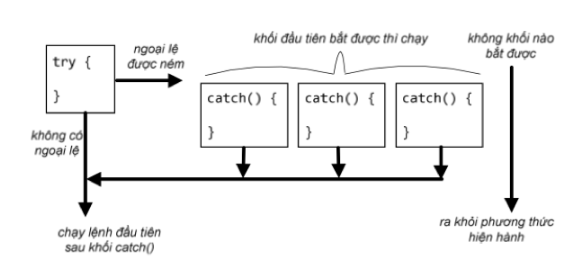 try {
}
ngoại lệ
được ném
khối đầu tiên bắt được thì chạy
catch() {
}
catch() {
}
catch() {
}
không khối nào
bắt được
không có
ngoại lệ
chạy lệnh đầu tiên
sau khối catch()
ra khỏi phương thức
hiện hành